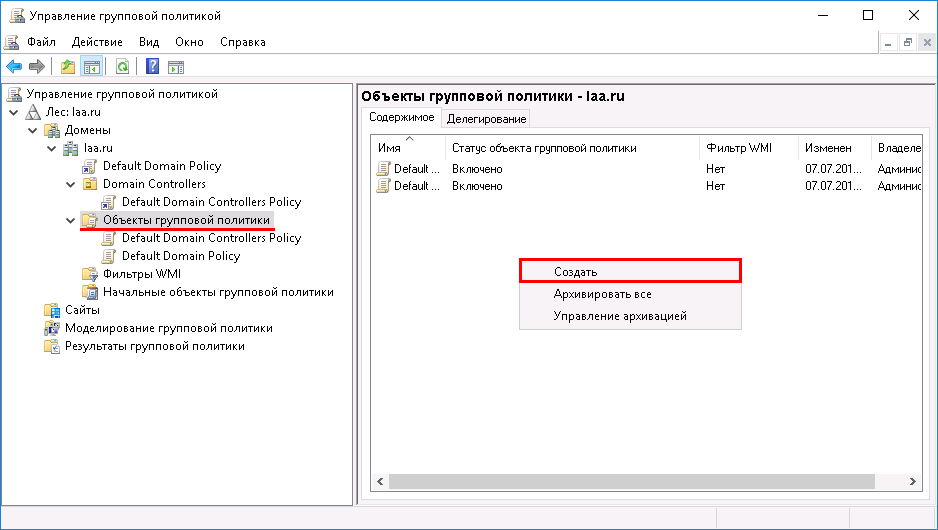 Управление групповой политикой
Файл Действие Вид Окно Справка
Управление групповой политикой
Лес: laa.ru
Домены
laa.ru
Default Domain Policy
Domain Controllers
Default Domain Controllers Policy
Объекты групповой политики
Default Domain Controllers Policy
Default Domain Policy
Фильтры WMI
Начальные объекты групповой политики
Сайты
Моделирование групповой политики
Результаты групповой политики
Объекты групповой политики - laa.ru
Содержимое Делегирование
Имя Статус объекта групповой политики Фильтр WMI Изменен Владеле
Default ... Включено Нет 07.07.201... Админис
Default ... Включено Нет 07.07.201... Админис
Создать
Архивировать все
Управление архивацией